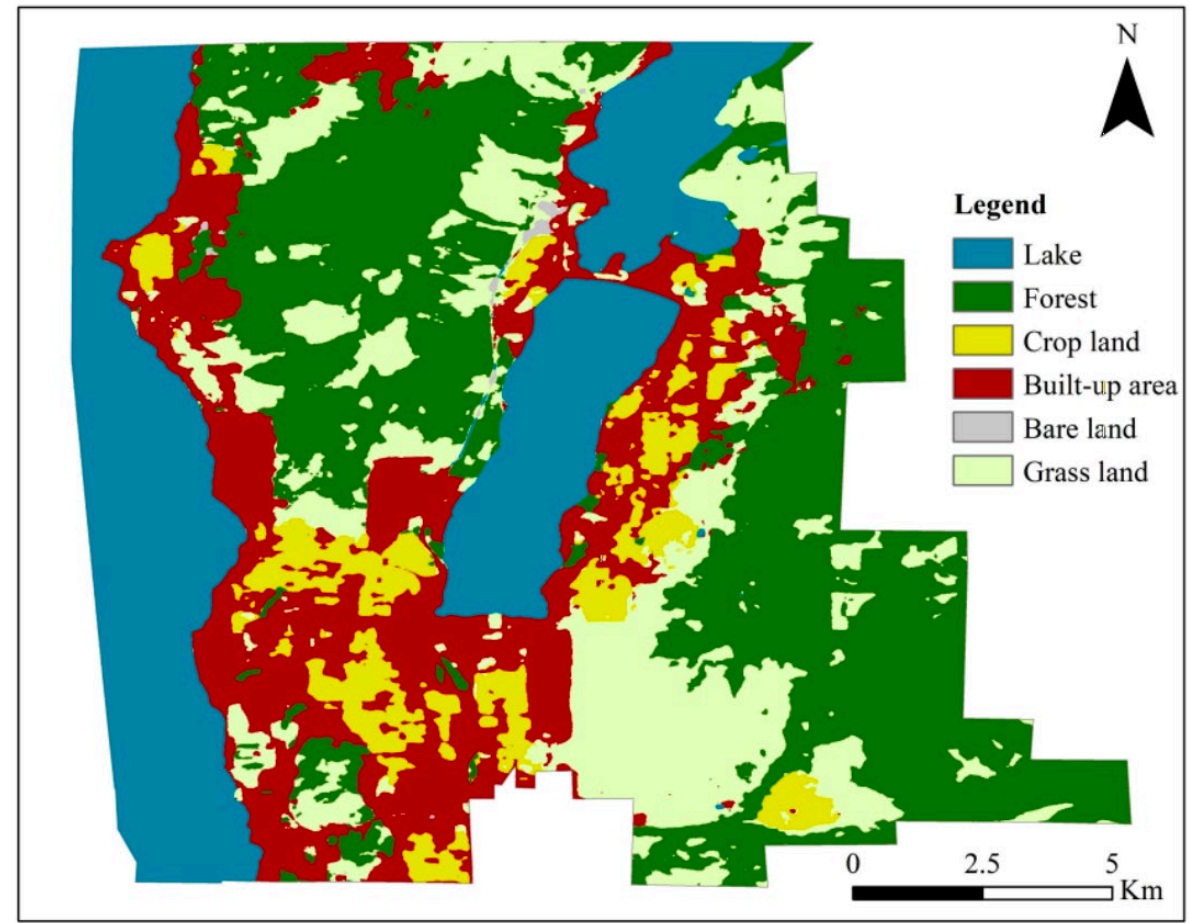 N
Legend
Lake
Forest
Crop land
Built-up area
Bare land
Grass land
0 2.5 5
Km